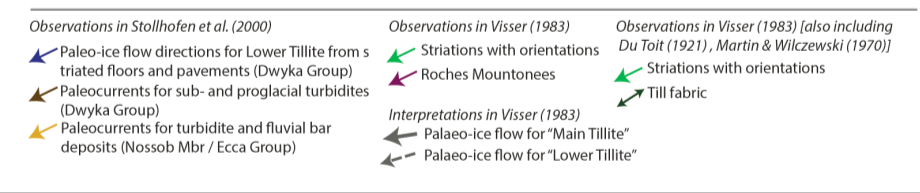 Observations in Stollhofen et al. (2000)
Paleo-ice flow directions for Lower Tillite from s
triated floors and pavements (Dwyka Group)
Paleocurrents for sub- and proglacial turbidites
(Dwyka Group)
Paleocurrents for turbidite and fluvial bar
deposits (Nossob Mbr / Ecca Group)
Observations in Visser (1983)
Striations with orientations
Roches Mountonees
Interpretations in Visser (1983)
Palaeo-ice flow for “Main Tillite”
Palaeo-ice flow for “Lower Tillite”
Observations in Visser (1983) [also including
Du Toit (1921) , Martin & Wilczewski (1970)]
Striations with orientations
Till fabric